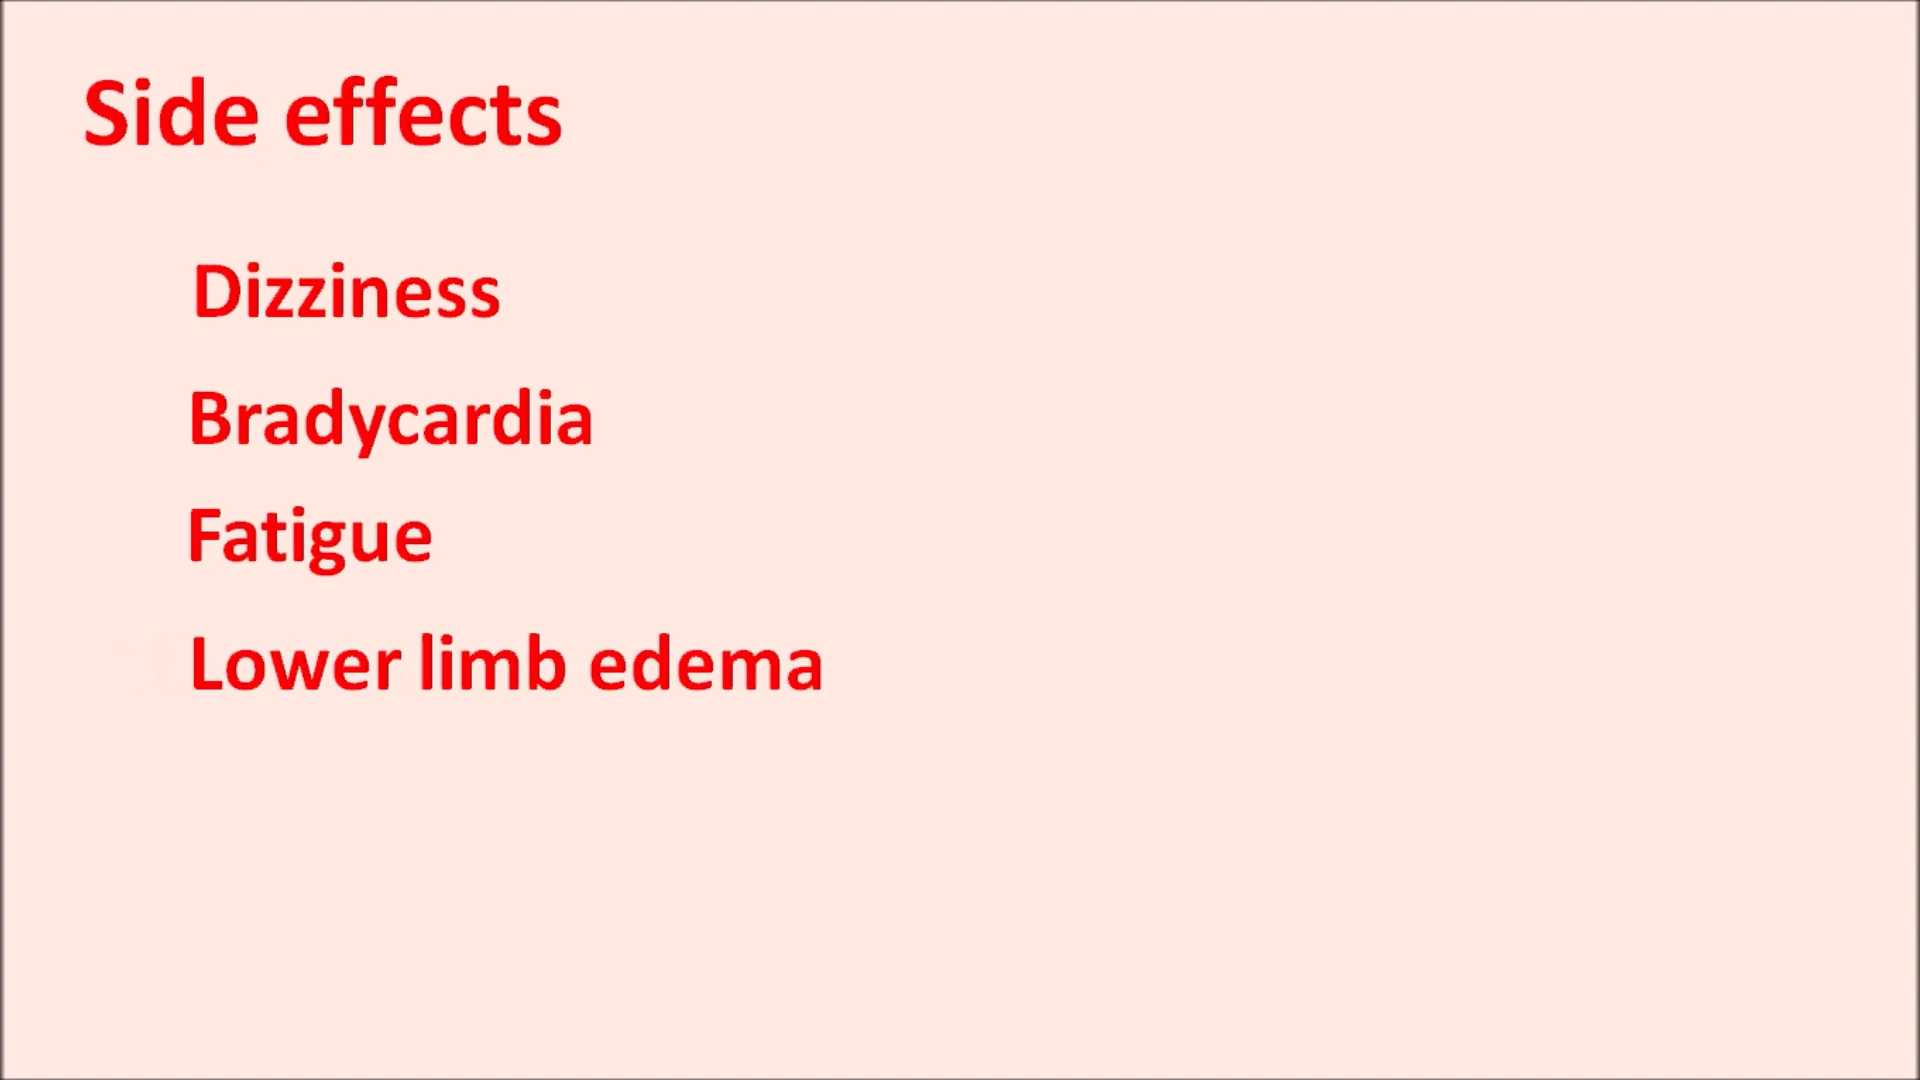 Side effects
Dizziness
Bradycardia
Fatigue
Lower limb edema